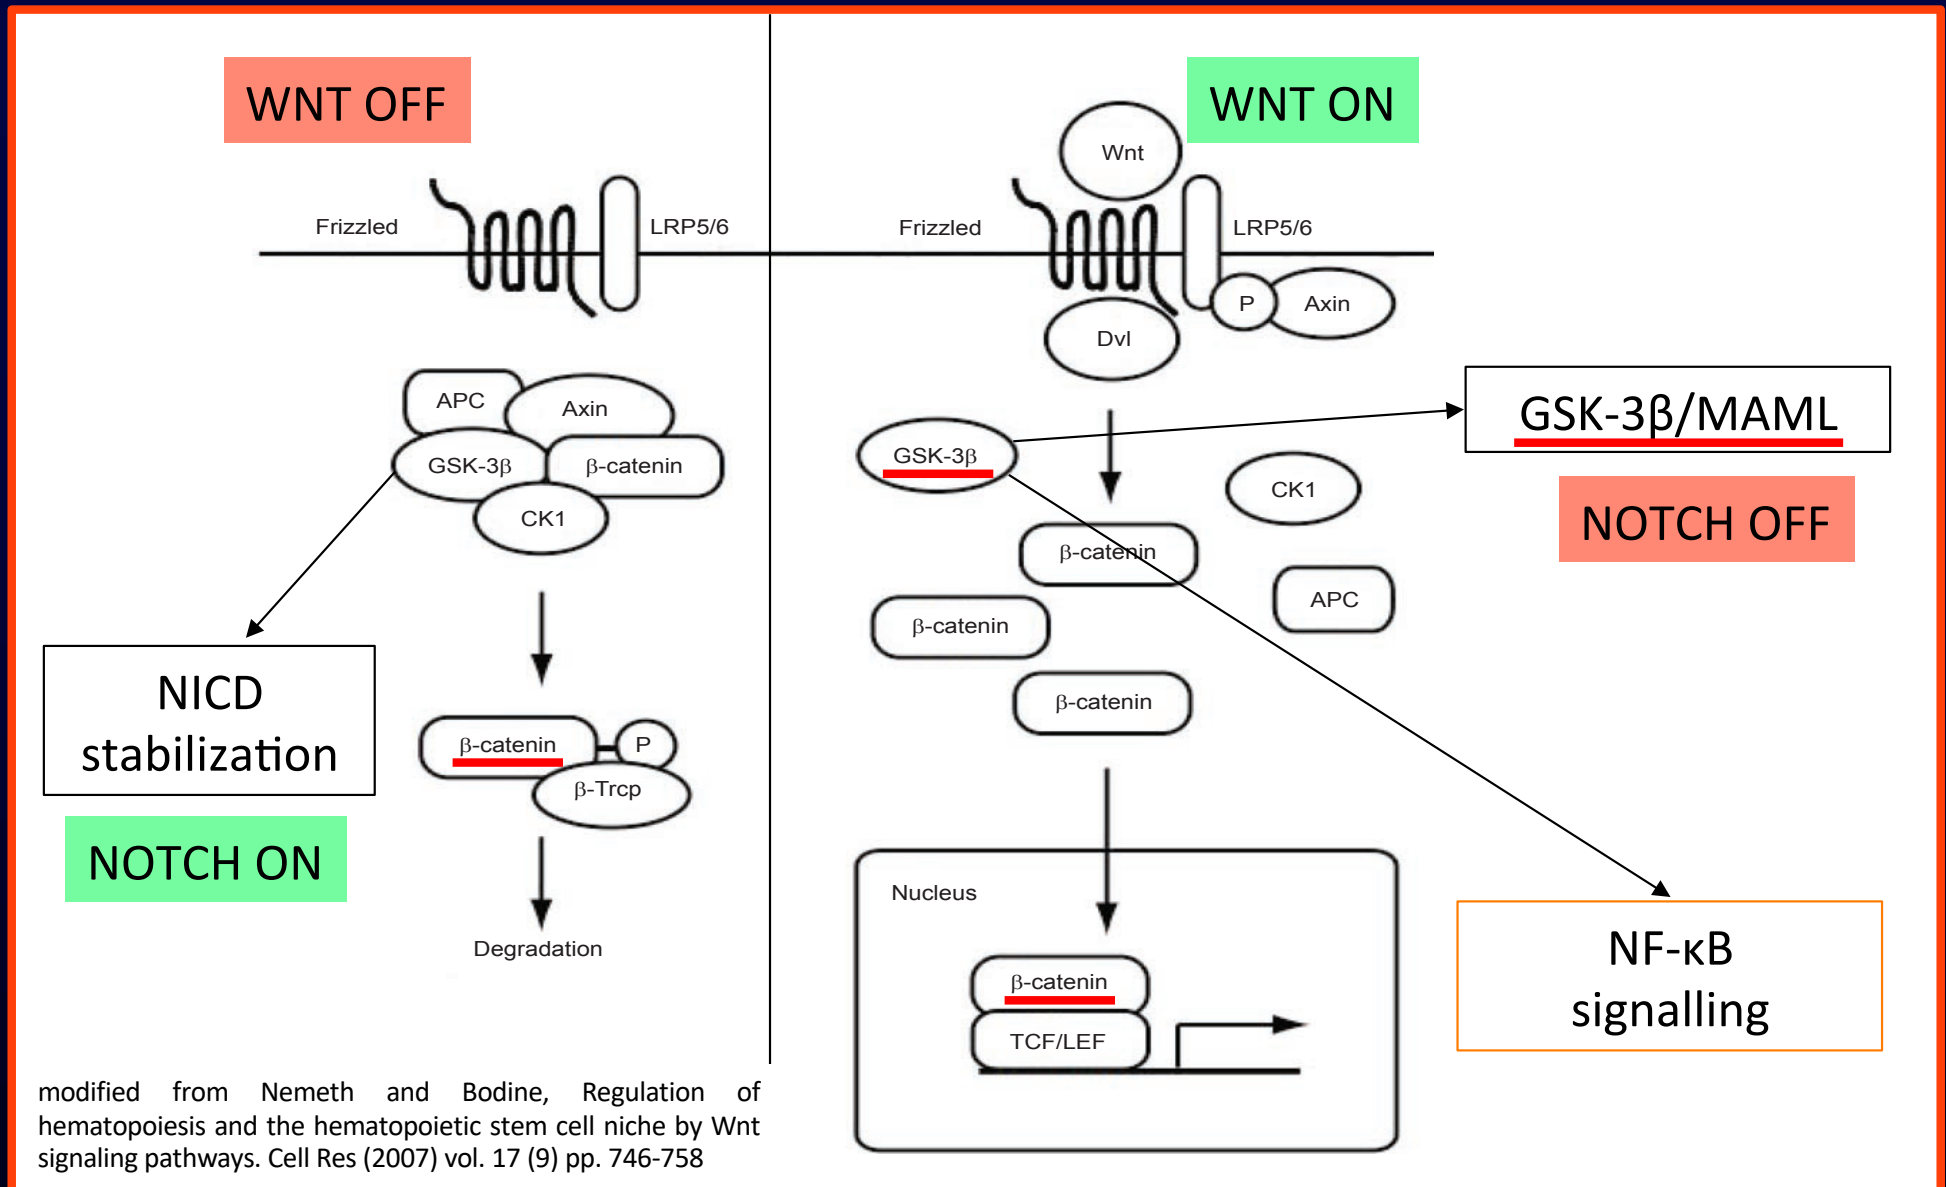 WNT OFF
Frizzled
LRP5/6
APC
Axin
GSK-3β
β-catenin
CK1
NICD
stabilization
NOTCH ON
β-catenin
P
β-Trcp
Degradation
modified from Nemeth and Bodine, Regulation of
hematopoiesis and the hematopoietic stem cell niche by Wnt
signaling pathways. Cell Res (2007) vol. 17 (9) pp. 746-758
WNT ON
Wnt
Frizzled
LRP5/6
P
Axin
Dvl
GSK-3β
GSK-3β/MAML
NOTCH OFF
CK1
β-catenin
APC
β-catenin
β-catenin
Nucleus
β-catenin
TCF/LEF
NF-κB
signalling